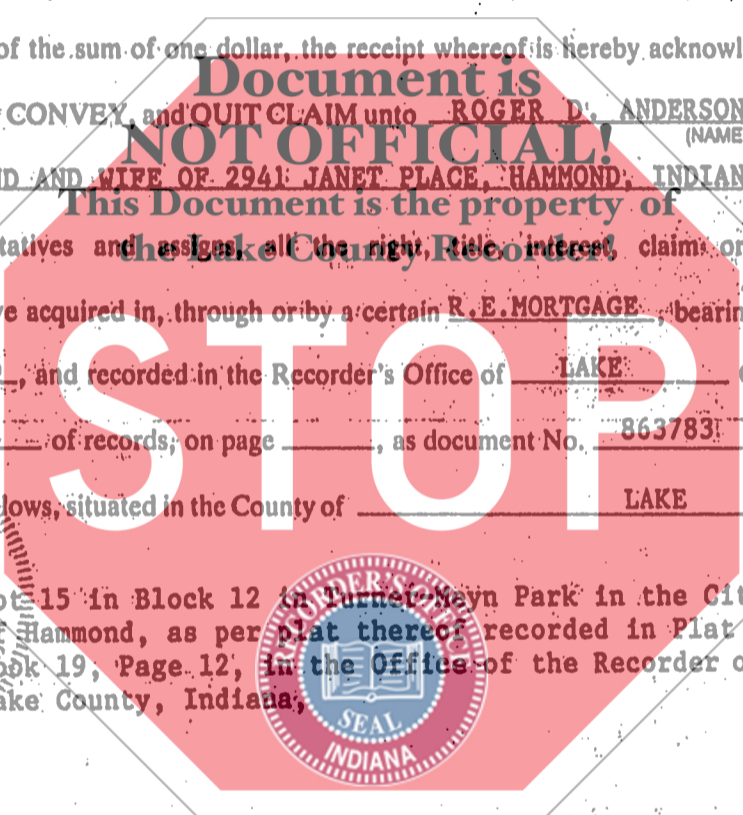 of the sum of one dollar, the receipt whereof is hereby acknowl
Document is
CONVEY, and QUIT CLAIM unto ROGER D. ANDERSON
(NAME
NOT OFFICIAL!
D AND WIFE OF 2941 JANET PLACE, HAMMOND, INDIAN
This Document is the property of
tatives and assigns, all the right, title, interest, claim or
the Lake County Recorder!
e acquired in, through or by a certain R.E.MORTGAGE, bearin
, and recorded in the Recorder's Office of LAKE
STOP
of records, on page , as document No. 863783
lows, situated in the County of LAKE
ot 15 in Block 12 in Turner-Meyn Park in the Cit
f Hammond, as per plat thereof recorded in Plat
ook 19, Page 12, in the Office of the Recorder o
ake County, Indiana,
RECORDER'S OFFICE
SEAL
INDIANA